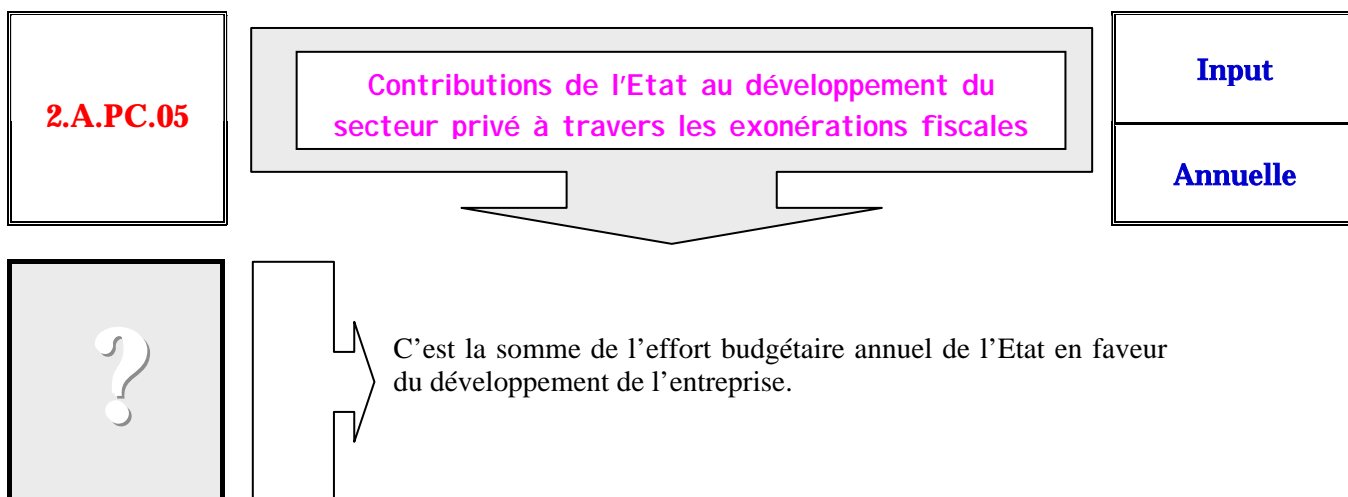 2.A.PC.05
Contributions de l'Etat au développement du
secteur privé à travers les exonérations fiscales
Input
Annuelle
?
C’est la somme de l’effort budgétaire annuel de l’Etat en faveur
du développement de l’entreprise.